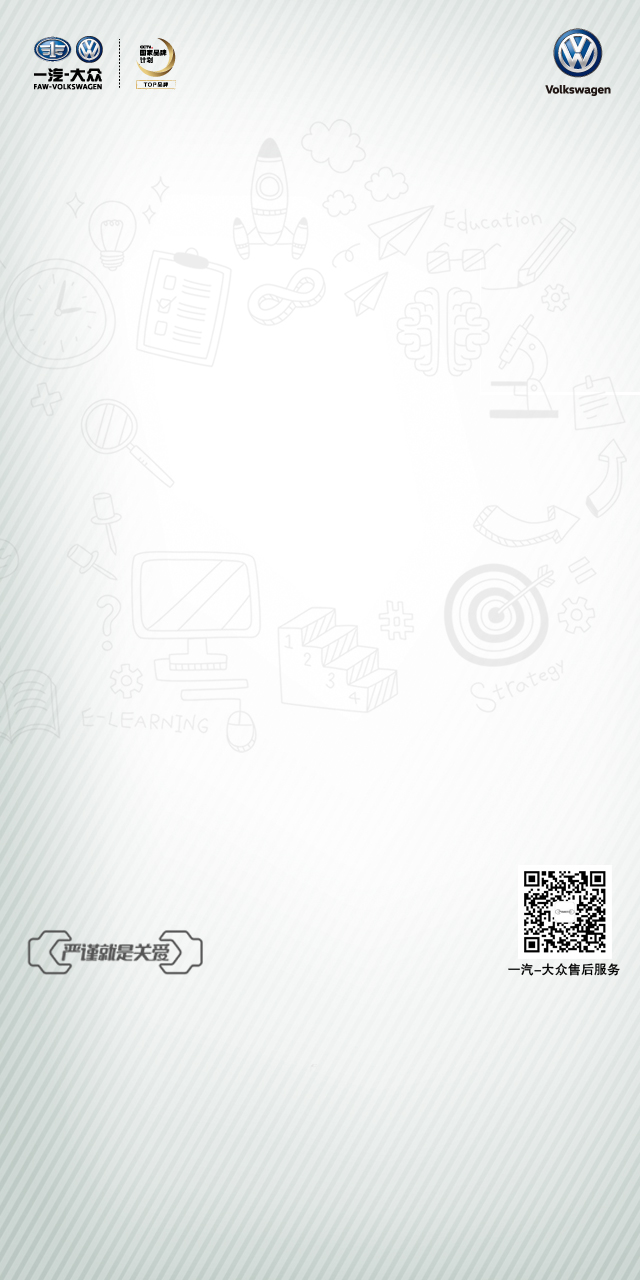 一汽-大众
FAW-VOLKSWAGEN
CCTV.
国家品牌
计划
TOP品牌
Volkswagen
Education
1
2
3
4
Strategy
E-LEARNING
严谨就是关爱
一汽-大众售后服务